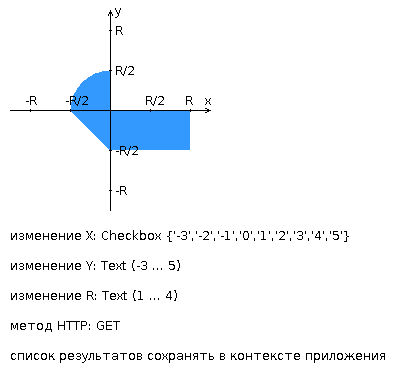 y
R
R/2
-R
-R/2
R/2
R
x
-R/2
-R
изменение X: Checkbox {'-3','-2','-1','0','1','2','3','4','5'}
изменение Y: Text (-3 ... 5)
изменение R: Text (1 ... 4)
метод HTTP: GET
список результатов сохранять в контексте приложения